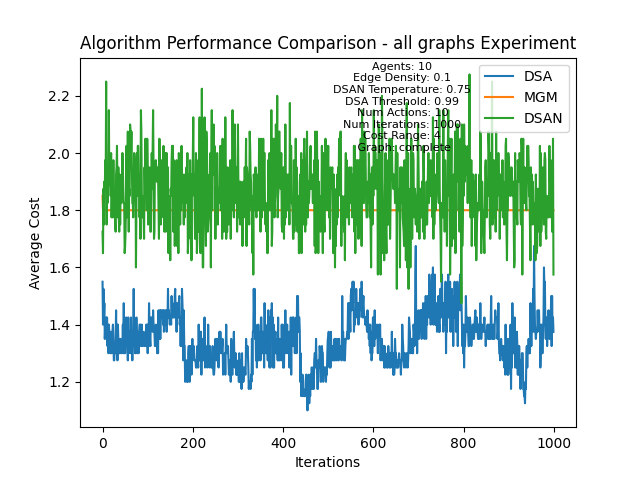 Algorithm Performance Comparison - all graphs Experiment
Agents: 10
Edge Density: 0.1
DSAN Temperature: 0.75
DSA Threshold: 0.99
Num Actions: 10
Num Iterations: 1000
Cost Range: 4
Graph: complete
DSA
MGM
DSAN
Average Cost
2.2
2.0
1.8
1.6
1.4
1.2
0
200
400
600
800
1000
Iterations